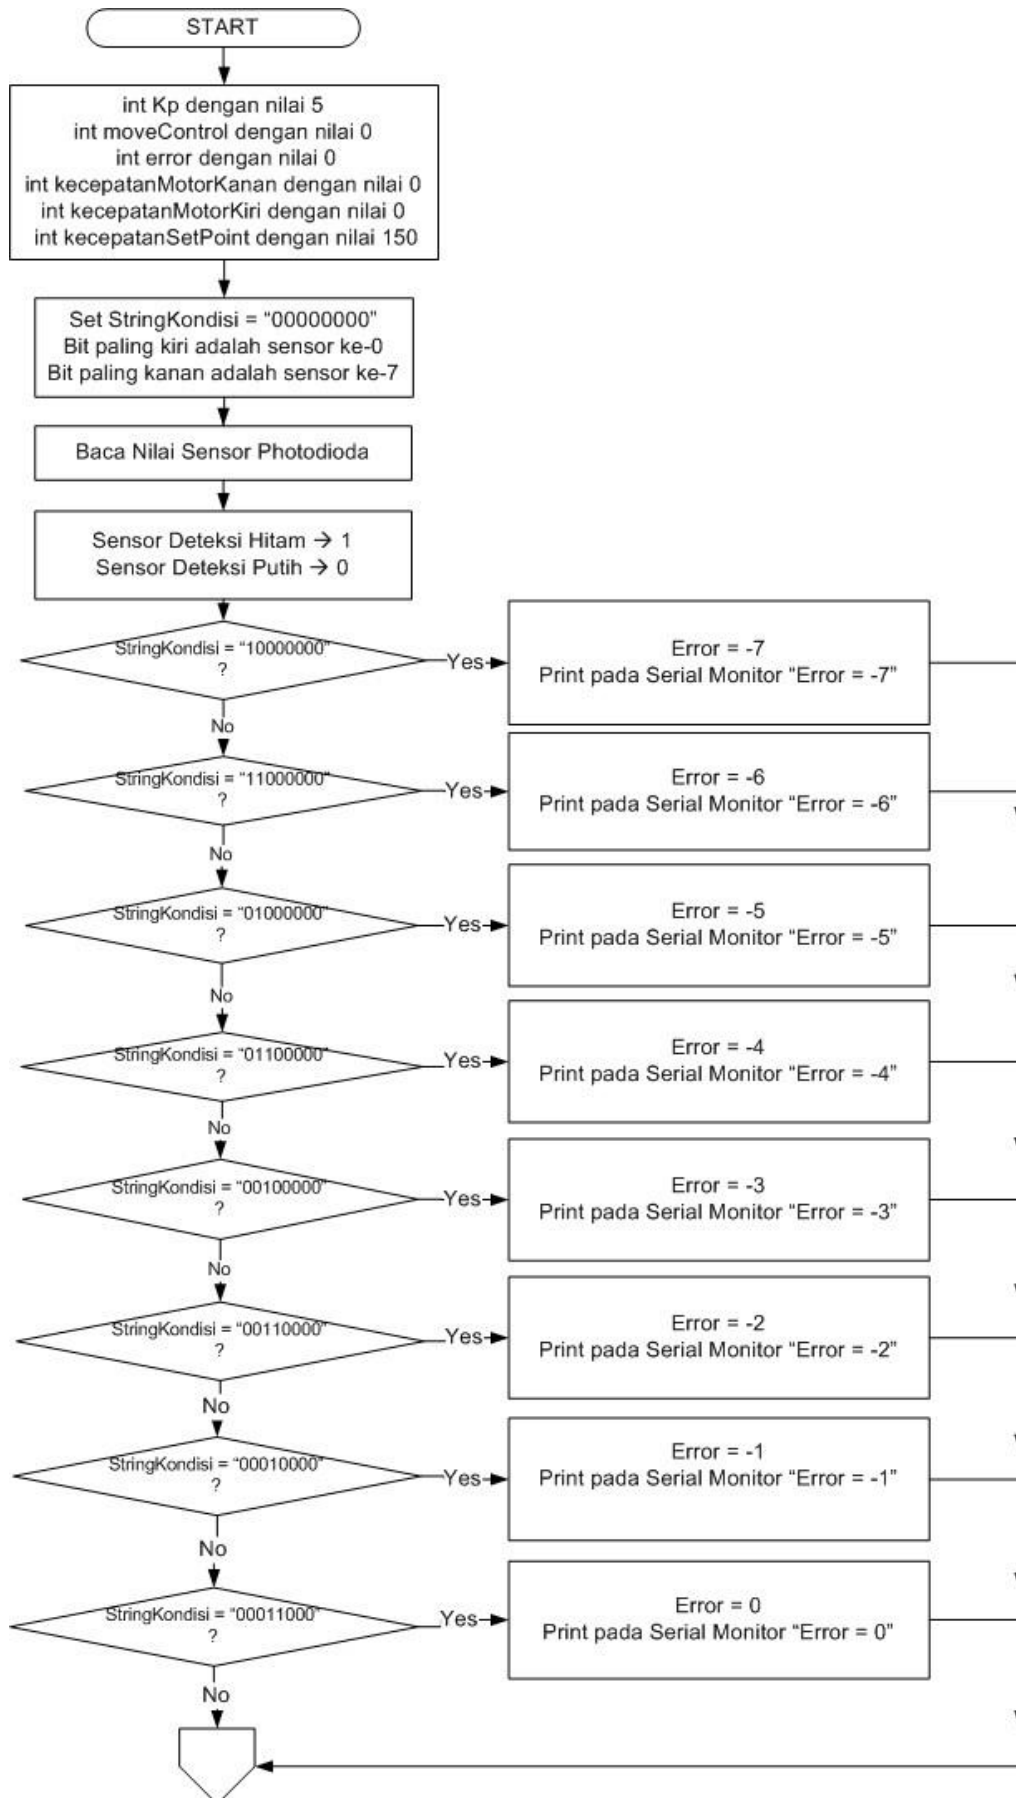 START
int Kp dengan nilai 5
int moveControl dengan nilai 0
int error dengan nilai 0
int kecepatanMotorKanan dengan nilai 0
int kecepatanMotorKiri dengan nilai 0
int kecepatanSetPoint dengan nilai 150
Set StringKondisi = “00000000”
Bit paling kiri adalah sensor ke-0
Bit paling kanan adalah sensor ke-7
Baca Nilai Sensor Photodioda
Sensor Deteksi Hitam → 1
Sensor Deteksi Putih → 0
StringKondisi = “10000000”
?
Yes
Error = -7
Print pada Serial Monitor “Error = -7”
No
StringKondisi = “11000000”
?
Yes
Error = -6
Print pada Serial Monitor “Error = -6”
No
StringKondisi = “01000000”
?
Yes
Error = -5
Print pada Serial Monitor “Error = -5”
No
StringKondisi = “01100000”
?
Yes
Error = -4
Print pada Serial Monitor “Error = -4”
No
StringKondisi = “00100000”
?
Yes
Error = -3
Print pada Serial Monitor “Error = -3”
No
StringKondisi = “00110000”
?
Yes
Error = -2
Print pada Serial Monitor “Error = -2”
No
StringKondisi = “00010000”
?
Yes
Error = -1
Print pada Serial Monitor “Error = -1”
No
StringKondisi = “00011000”
?
Yes
Error = 0
Print pada Serial Monitor “Error = 0”
No